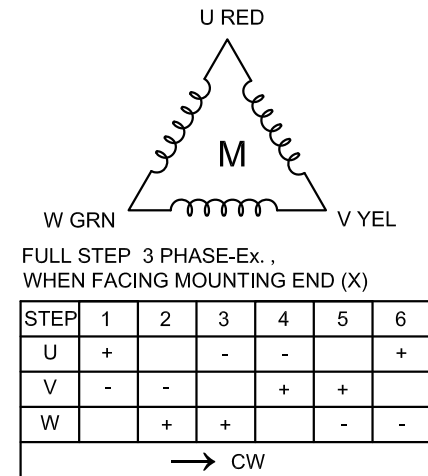 U RED
M
W GRN
V YEL
FULL STEP 3 PHASE-Ex. ,
WHEN FACING MOUNTING END (X)
STEP 1 2 3 4 5 6
U + - - +
V - - + +
W + + - -
→ CW